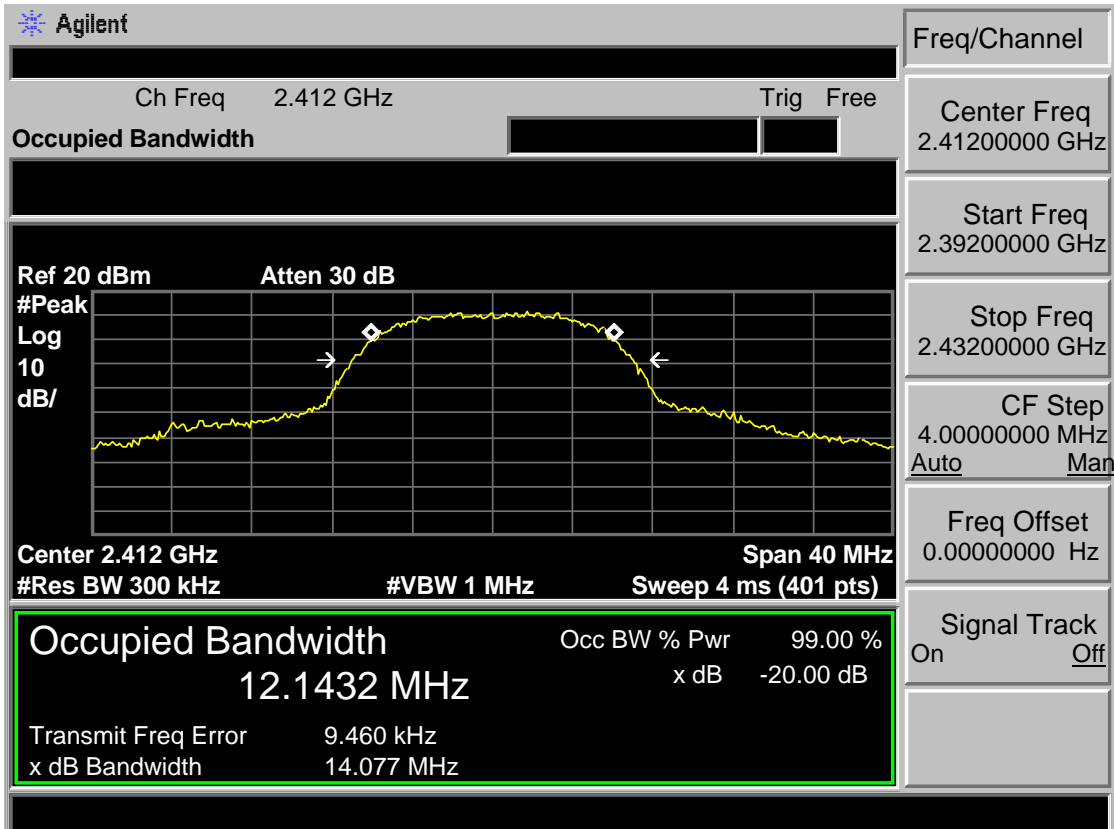 Agilent
Freq/Channel
Ch Freq 2.412 GHz Trig Free
Occupied Bandwidth
Center Freq
2.41200000 GHz
Start Freq
2.39200000 GHz
Stop Freq
2.43200000 GHz
CF Step
4.00000000 MHz
Auto Man
Freq Offset
0.00000000 Hz
Signal Track
On Off
Ref 20 dBm Atten 30 dB
#Peak
Log
10
dB/
Center 2.412 GHz Span 40 MHz
#Res BW 300 kHz #VBW 1 MHz Sweep 4 ms (401 pts)
Occupied Bandwidth
12.1432 MHz
Occ BW % Pwr 99.00 %
x dB -20.00 dB
Transmit Freq Error 9.460 kHz
x dB Bandwidth 14.077 MHz